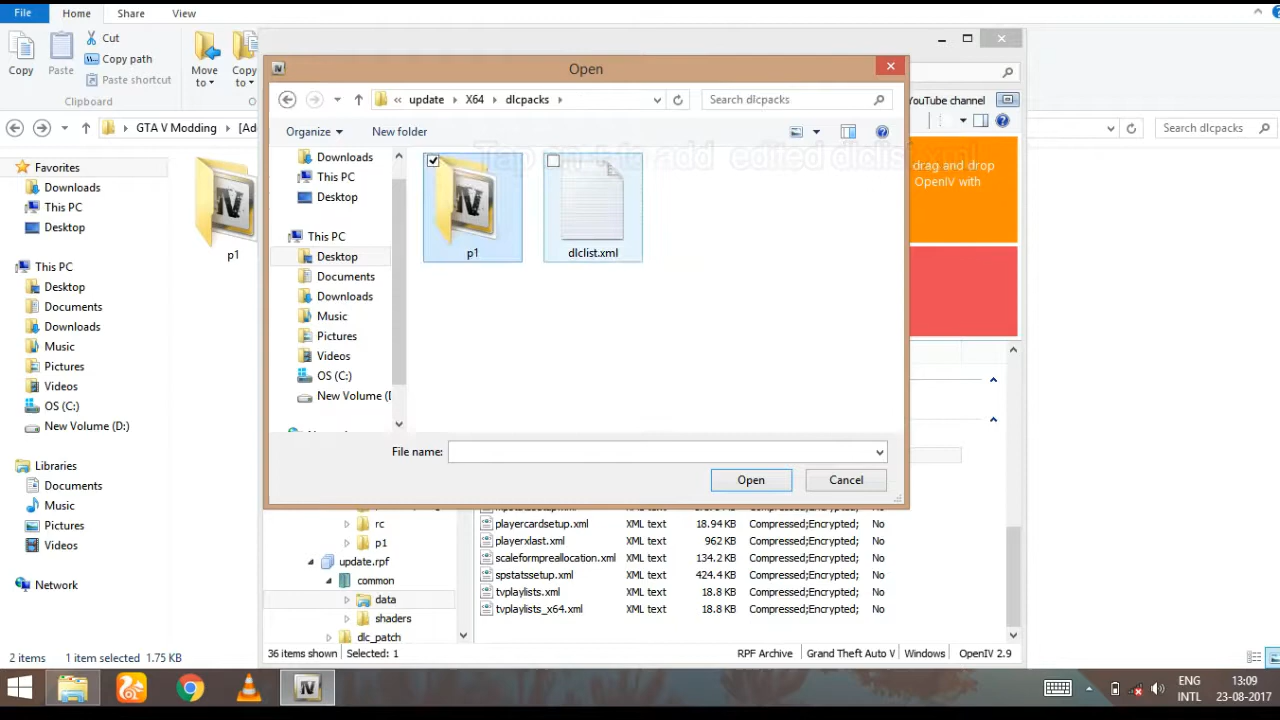 File
Home
Share
View
Copy
Paste
Cut
Copy path
Paste shortcut
Move to
Copy to
Clipboard
GTA V Modding
Search dlcpacks
Favorites
Downloads
This PC
Desktop
This PC
Desktop
Documents
Downloads
Music
Pictures
Videos
OS (C:)
New Volume (D:)
Libraries
Documents
Music
Pictures
Videos
Network
2 items
1 item selected 1.75 KB
p1
Open
« update
X64
dlcpacks
Search dlcpacks
Organize
New folder
Tap on + to add edited dlclist.xml
Downloads
This PC
Desktop
This PC
Desktop
Documents
Downloads
Music
Pictures
Videos
OS (C:)
New Volume (
p1
dlclist.xml
File name:
Open
Cancel
YouTube channel
drag and drop
OpenIV with
rc
p1
update.rpf
common
data
shaders
dlc_patch
playercardsetup.xml XML text 18.94 KB Compressed;Encrypted; No
playerxlast.xml XML text 962 KB Compressed;Encrypted; No
scaleformpreallocation.xml XML text 134.2 KB Compressed;Encrypted; No
spstatssetup.xml XML text 424.4 KB Compressed;Encrypted; No
tvplaylists.xml XML text 18.8 KB Compressed;Encrypted; No
tvplaylists_x64.xml XML text 18.8 KB Compressed;Encrypted; No
36 items shown
Selected: 1
RPF Archive
Grand Theft Auto V
Windows
OpenIV 2.9
ENG
INTL
13:09
23-08-2017